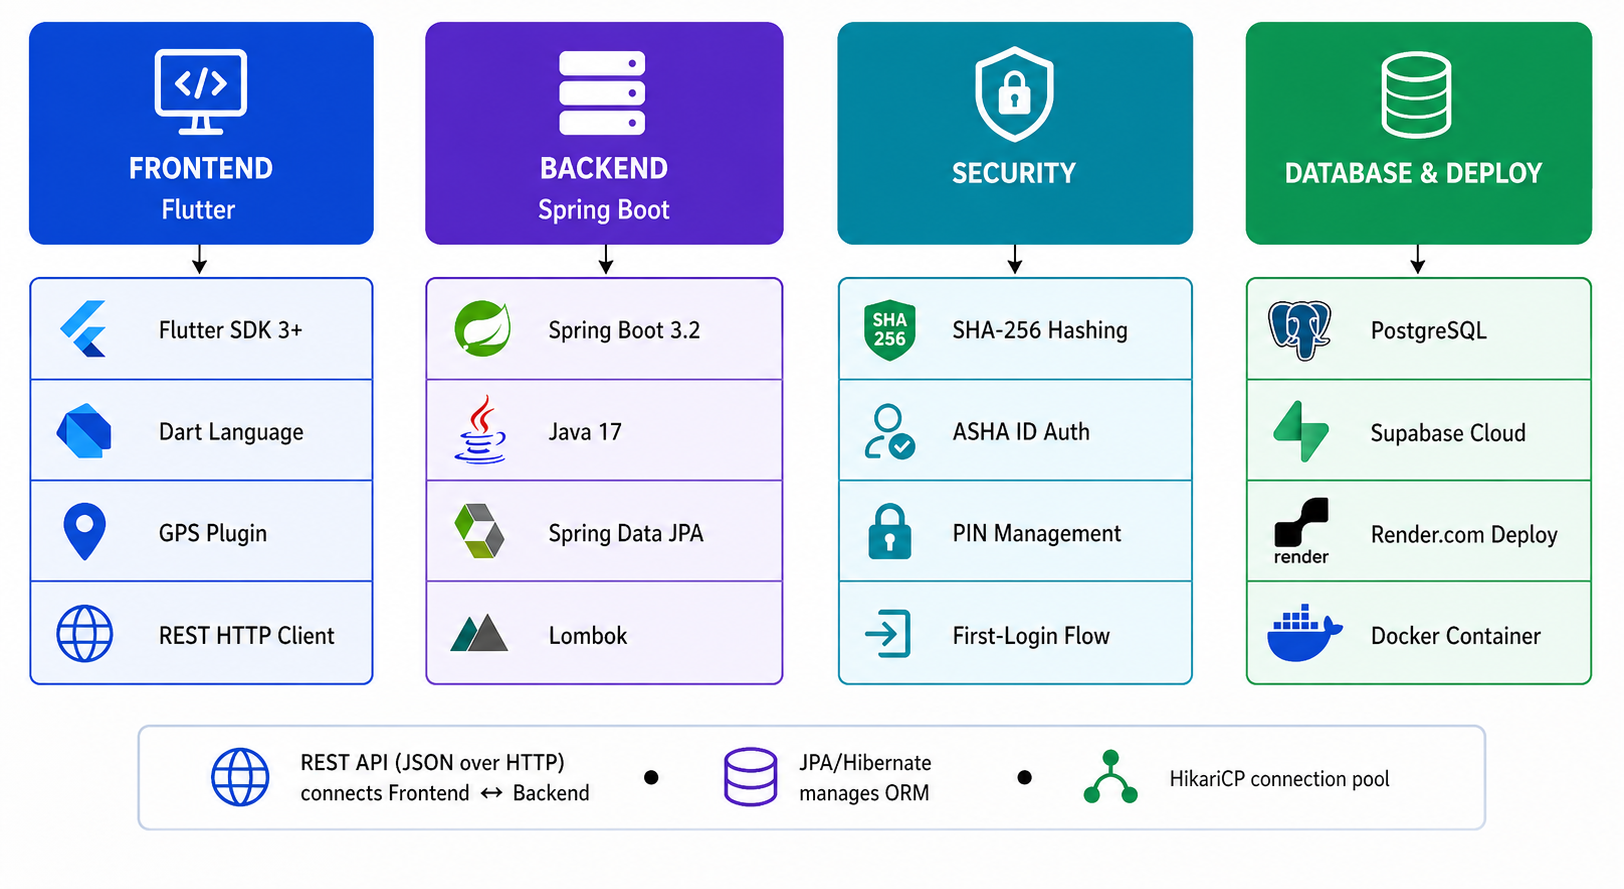 FRONTEND
Flutter
Flutter SDK 3+
Dart Language
GPS Plugin
REST HTTP Client
BACKEND
Spring Boot
Spring Boot 3.2
Java 17
Spring Data JPA
Lombok
SECURITY
SHA
256
SHA-256 Hashing
ASHA ID Auth
PIN Management
First-Login Flow
DATABASE & DEPLOY
PostgreSQL
Supabase Cloud
render
Render.com Deploy
Docker Container
REST API (JSON over HTTP)
connects Frontend ↔ Backend
JPA/Hibernate
manages ORM
HikariCP connection pool